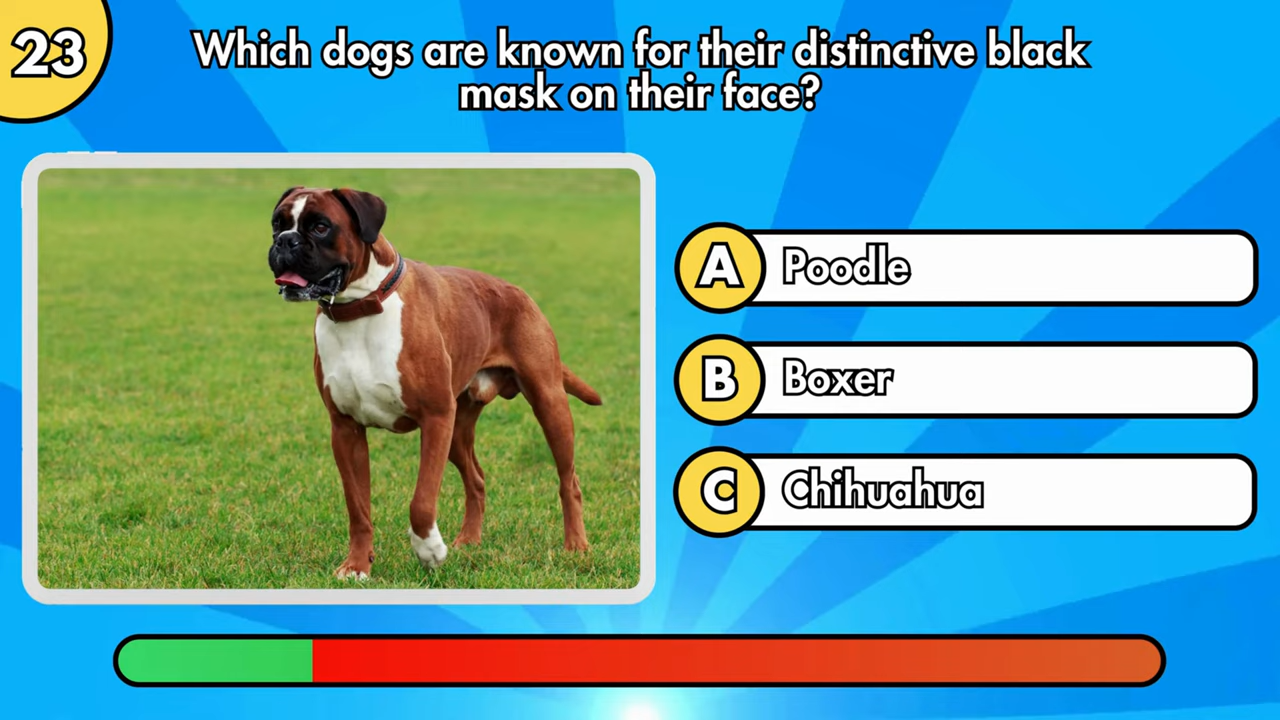 23
Which dogs are known for their distinctive black
mask on their face?
A Poodle
B Boxer
C Chihuahua